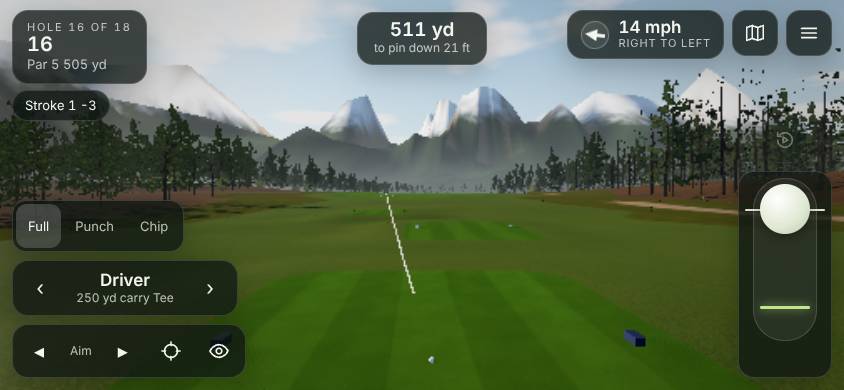 HOLE 16 OF 18
16
Par 5 505 yd
Stroke 1 -3
511 yd
to pin down 21 ft
14 mph
RIGHT TO LEFT
Full Punch Chip
Driver
250 yd carry Tee
Aim